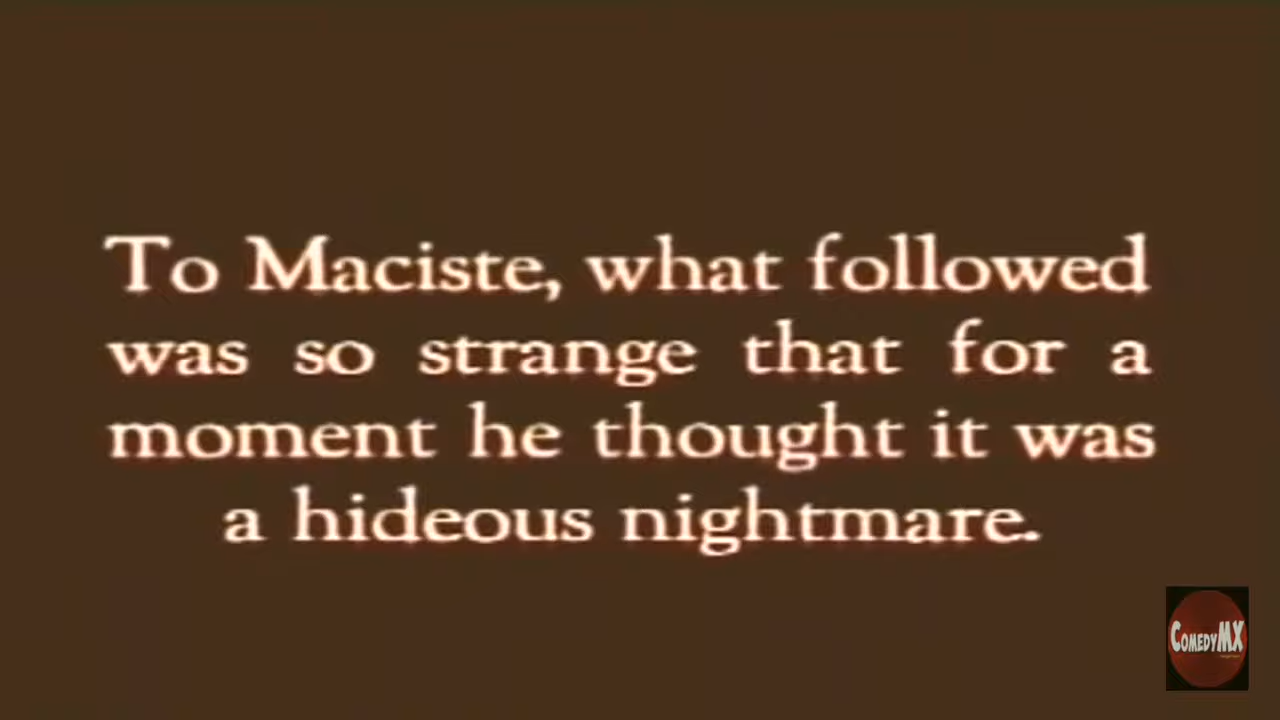 To Maciste, what followed
was so strange that for a
moment he thought it was
a hideous nightmare.
COMEDYMX